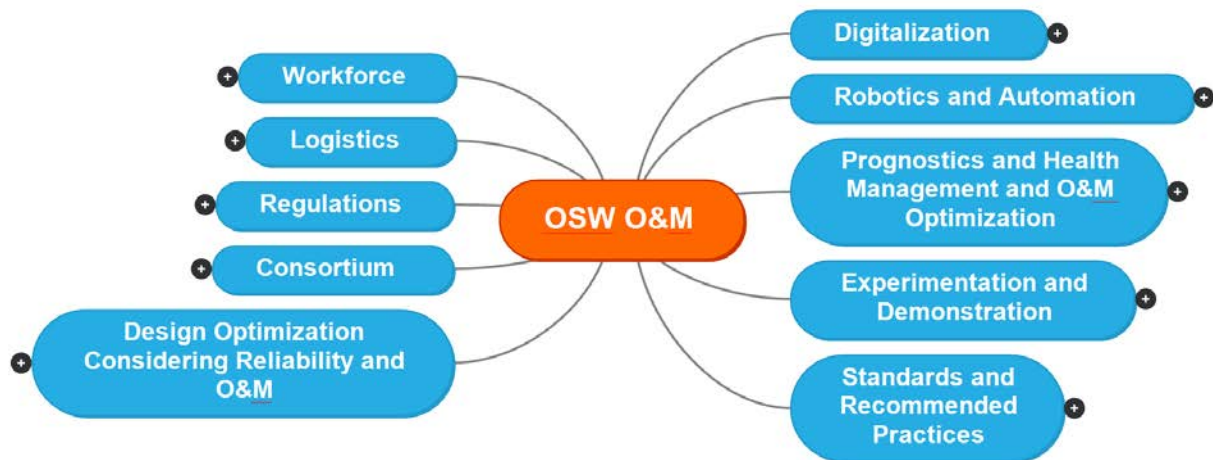 Workforce
Logistics
Regulations
Consortium
Design Optimization
Considering Reliability and
O&M
OSW O&M
Digitalization
Robotics and Automation
Prognostics and Health
Management and O&M
Optimization
Experimentation and
Demonstration
Standards and
Recommended
Practices